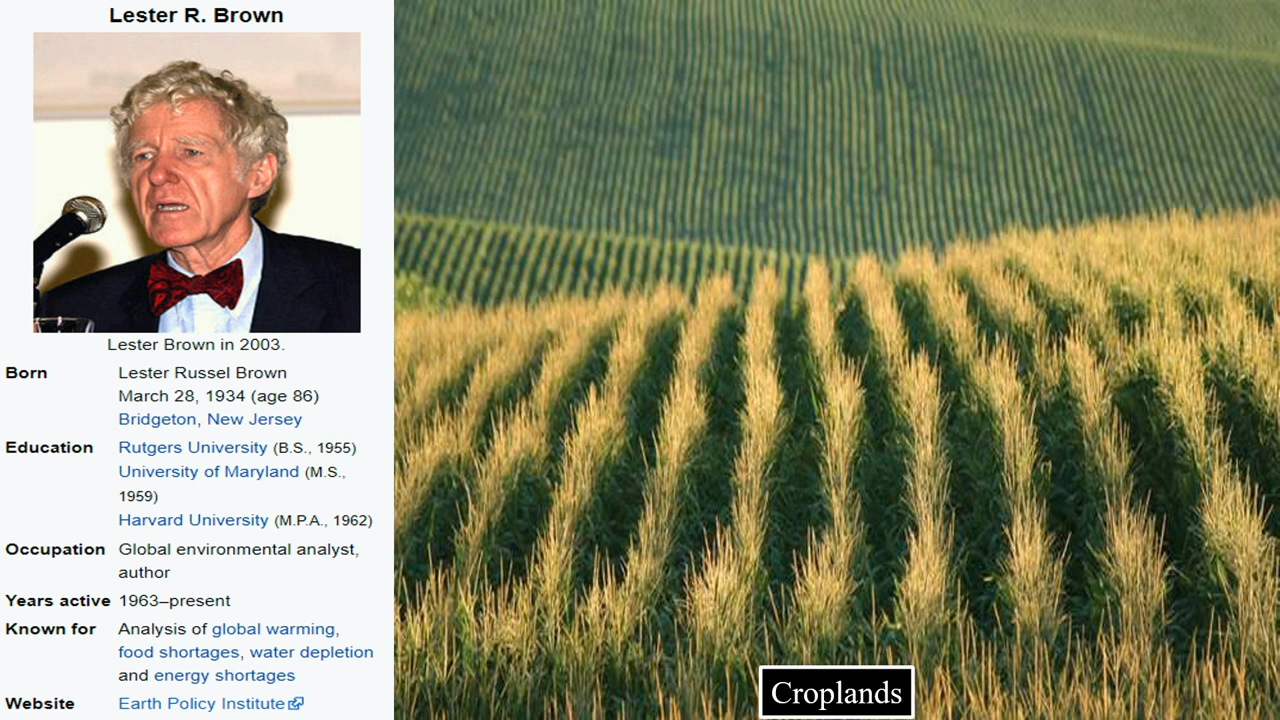 Lester R. Brown
Lester Brown in 2003.
Born Lester Russel Brown
March 28, 1934 (age 86)
Bridgeton, New Jersey
Education Rutgers University (B.S., 1955)
University of Maryland (M.S.,
1959)
Harvard University (M.P.A., 1962)
Occupation Global environmental analyst,
author
Years active 1963–present
Known for Analysis of global warming,
food shortages, water depletion
and energy shortages
Website Earth Policy Institute
Croplands